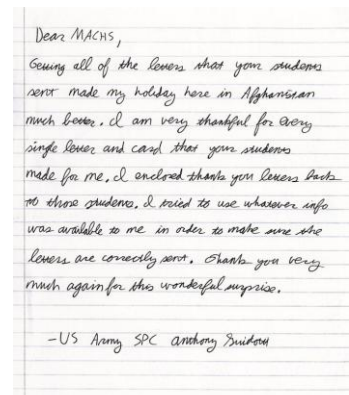 Dear MACHS,
Getting all of the letters that your students
sent made my holiday here in Afghanistan
much better. I am very thankful for every
single letter and card that your students
made for me. I enclosed thank you letters back
to those students. I tried to use whatever info
was available to me in order to make sure the
letters are correctly sent. Thank you very
much again for this wonderful surprise.
-US Army SPC Anthony